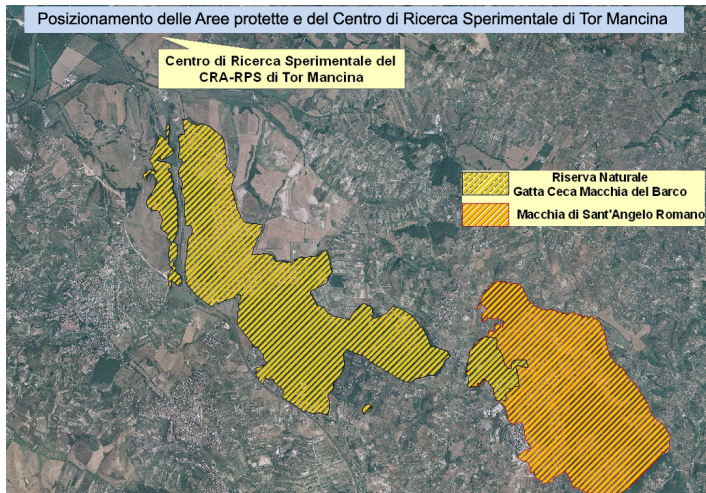 Posizionamento delle Aree protette e del Centro di Ricerca Sperimentale di Tor Mancina
Centro di Ricerca Sperimentale del
CRA-RPS di Tor Mancina
Riserva Naturale
Gatta Ceca Macchia del Barco
Macchia di Sant'Angelo Romano